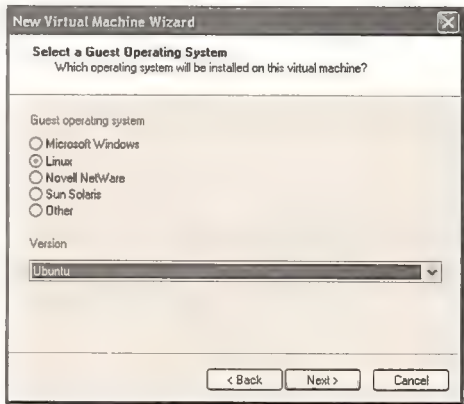 New Virtual Machine Wizard
Select a Guest Operating System
Which operating system will be installed on this virtual machine?
Guest operating system
Microsoft Windows
Linux
Novell NetWare
Sun Solaris
Other
Version
Ubuntu
< Back Next > Cancel